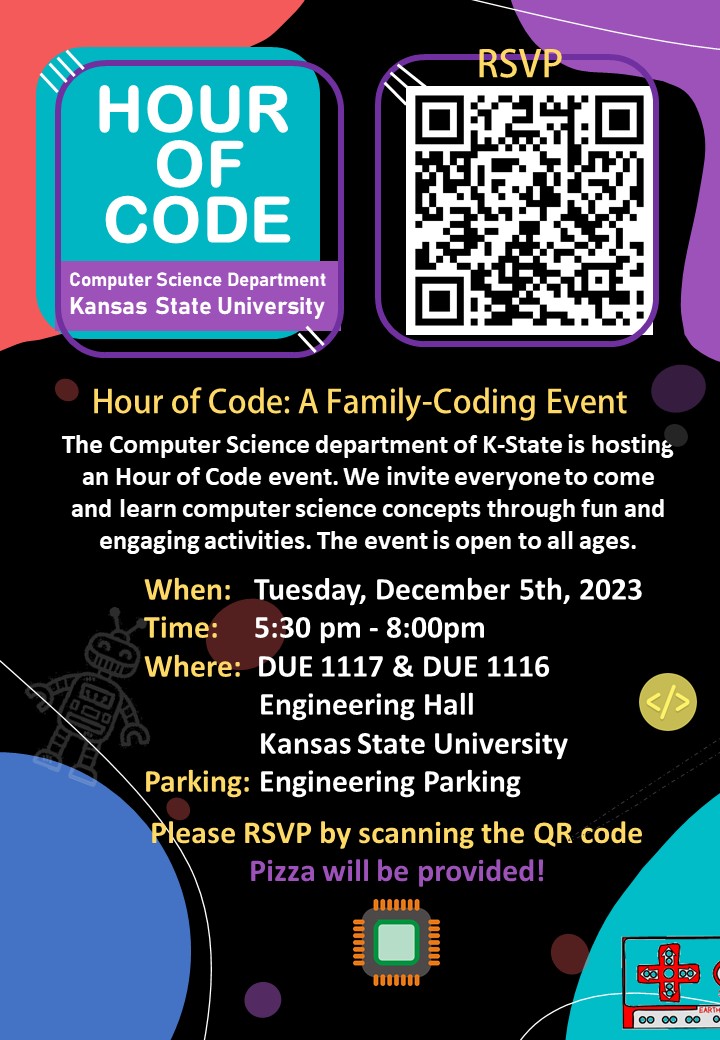 HOUR
OF
CODE
Computer Science Department
Kansas State University
RSVP
Hour of Code: A Family-Coding Event
The Computer Science department of K-State is hosting
an Hour of Code event. We invite everyone to come
and learn computer science concepts through fun and
engaging activities. The event is open to all ages.
When: Tuesday, December 5th, 2023
Time: 5:30 pm - 8:00pm
Where: DUE 1117 & DUE 1116
Engineering Hall
Kansas State University
Parking: Engineering Parking
Please RSVP by scanning the QR code
Pizza will be provided!
</>
EARTH